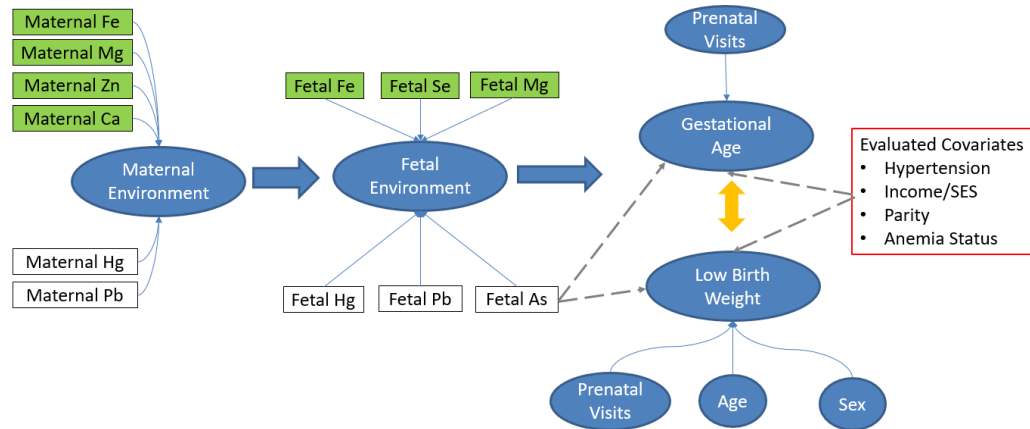 Maternal Fe
Maternal Mg
Maternal Zn
Maternal Ca
Maternal
Environment
Maternal Hg
Maternal Pb
Fetal Fe
Fetal Se
Fetal Mg
Fetal
Environment
Fetal Hg
Fetal Pb
Fetal As
Prenatal
Visits
Gestational
Age
Low Birth
Weight
Prenatal
Visits
Age
Sex
Evaluated Covariates
• Hypertension
• Income/SES
• Parity
• Anemia Status